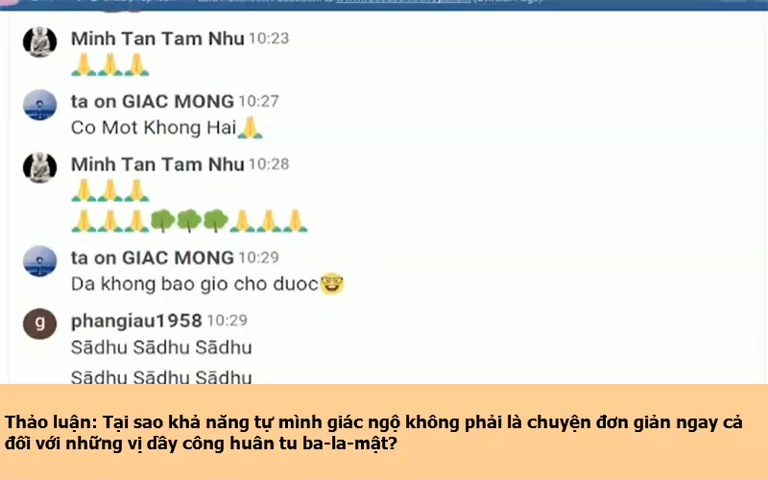 Minh Tan Tam Nhu 10:23
🙏🙏🙏
ta on GIAC MONG 10:27
Co Mot Khong Hai🙏
Minh Tan Tam Nhu 10:28
🙏🙏🙏
🙏🙏🙏🌳🌳🌳🙏🙏🙏
ta on GIAC MONG 10:29
Da khong bao gio cho duoc🤓
g
phangiau1958 10:29
Sādhu Sādhu Sādhu
Sādhu Sādhu Sādhu
Thảo luận: Tại sao khả năng tự mình giác ngộ không phải là chuyện đơn giản ngay cả
đối với những vị dầy công huân tu ba-la-mật?